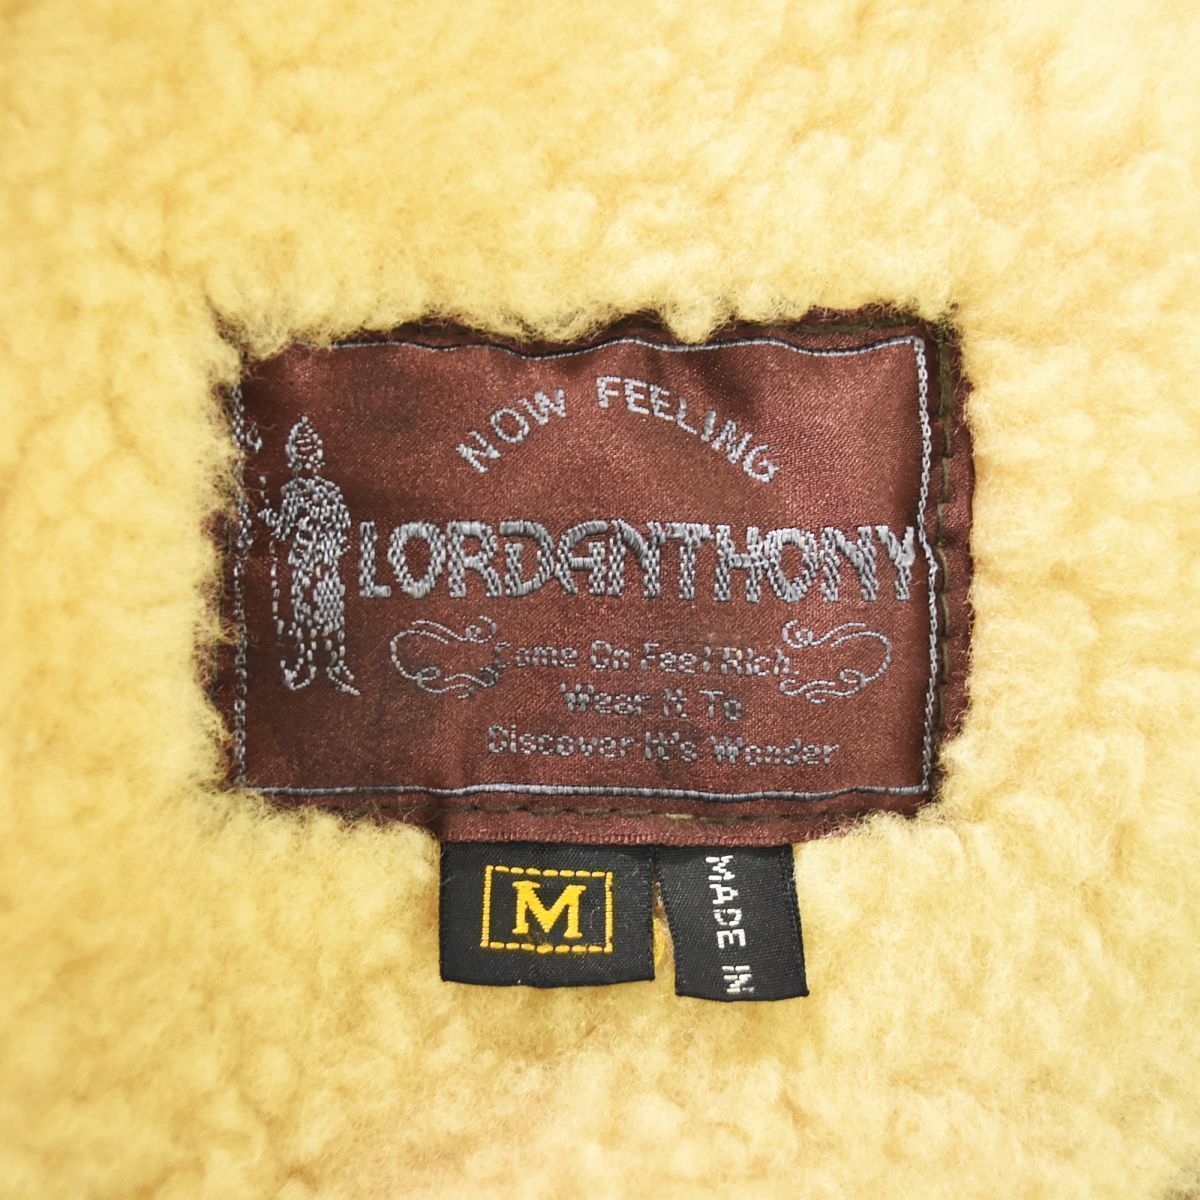 NOW FEELING
LORDANTHONY
Come On Feel Rich
Wear It To
Discover It's Wonder
M
MADE IN